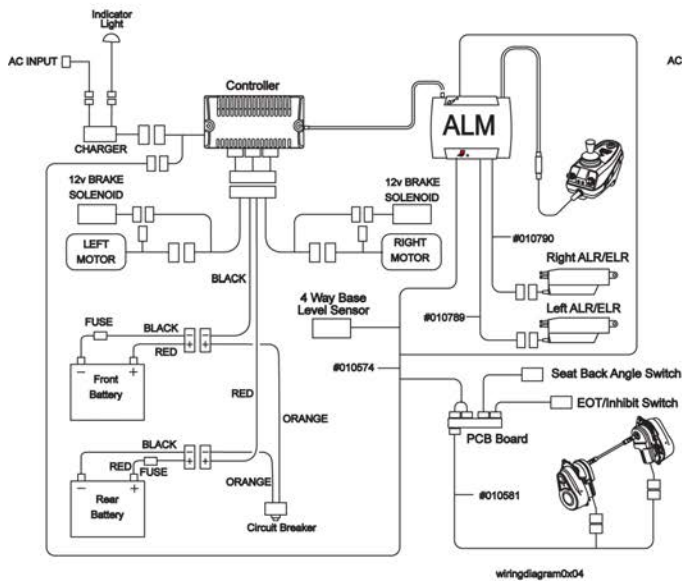 Indicator
Light
AC INPUT
AC
Controller
ALM
CHARGER
12v BRAKE
SOLENOID
12v BRAKE
SOLENOID
#010790
LEFT
MOTOR
RIGHT
MOTOR
Right ALR/ELR
BLACK
4 Way Base
Level Sensor
#010789
Left ALR/ELR
FUSE
BLACK
- -
RED
+ +
#010574
Seat Back Angle Switch
- +
Front
Battery
RED
EOT/Inhibit Switch
ORANGE
PCB Board
BLACK
- -
RED
+ +
FUSE
ORANGE
- +
Rear
Battery
#010581
Circuit Breaker
wiringdiagram0x04